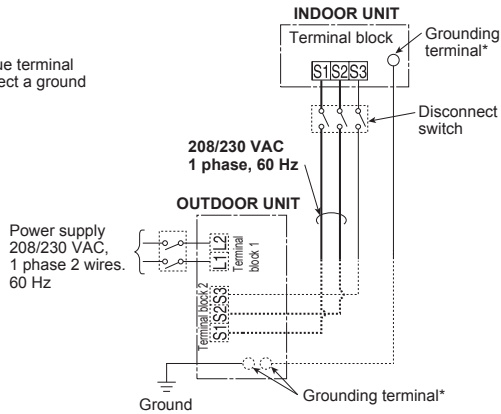 INDOOR UNIT
Terminal block
Grounding
terminal*
ue terminal
ect a ground
S1 S2 S3
Disconnect
switch
208/230 VAC
1 phase, 60 Hz
OUTDOOR UNIT
Power supply
208/230 VAC,
1 phase 2 wires.
60 Hz
L1 L2
Terminal
block 1
Terminal block 2
S1 S2 S3
Grounding terminal*
Ground